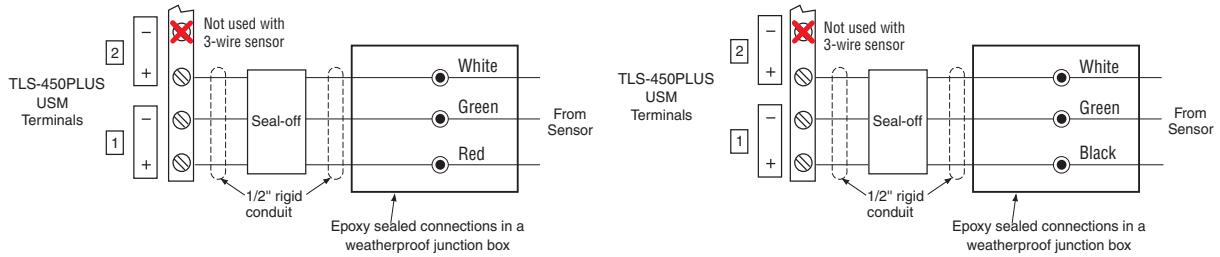 2
−
+
1
−
+
Not used with
3-wire sensor
TLS-450PLUS
USM
Terminals
Seal-off
White
Green
Red
From
Sensor
1/2" rigid
conduit
Epoxy sealed connections in a
weatherproof junction box
2
−
+
1
−
+
Not used with
3-wire sensor
TLS-450PLUS
USM
Terminals
Seal-off
White
Green
Black
From
Sensor
1/2" rigid
conduit
Epoxy sealed connections in a
weatherproof junction box